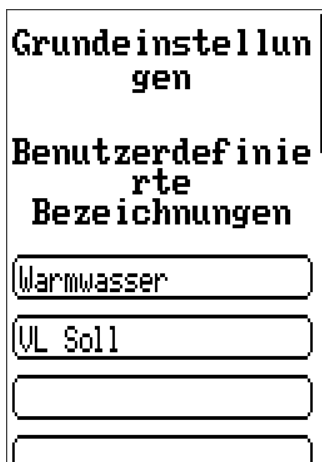 Grundeinstellun
gen
Benutzerdefinie
rte
Bezeichnungen
Warmwasser
VL Soll